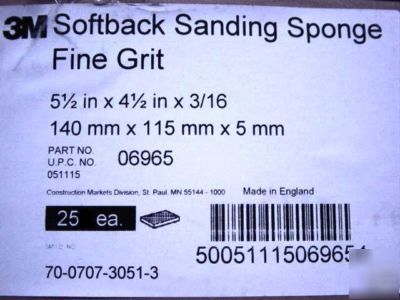 3M Softback Sanding Sponge
Fine Grit
5½ in x 4½ in x 3/16
140 mm x 115 mm x 5 mm
PART NO.
U.P.C. NO. 06965
051115
Construction Markets Division, St. Paul, MN 55144 - 1000 Made in England
25 ea.
70-0707-3051-3